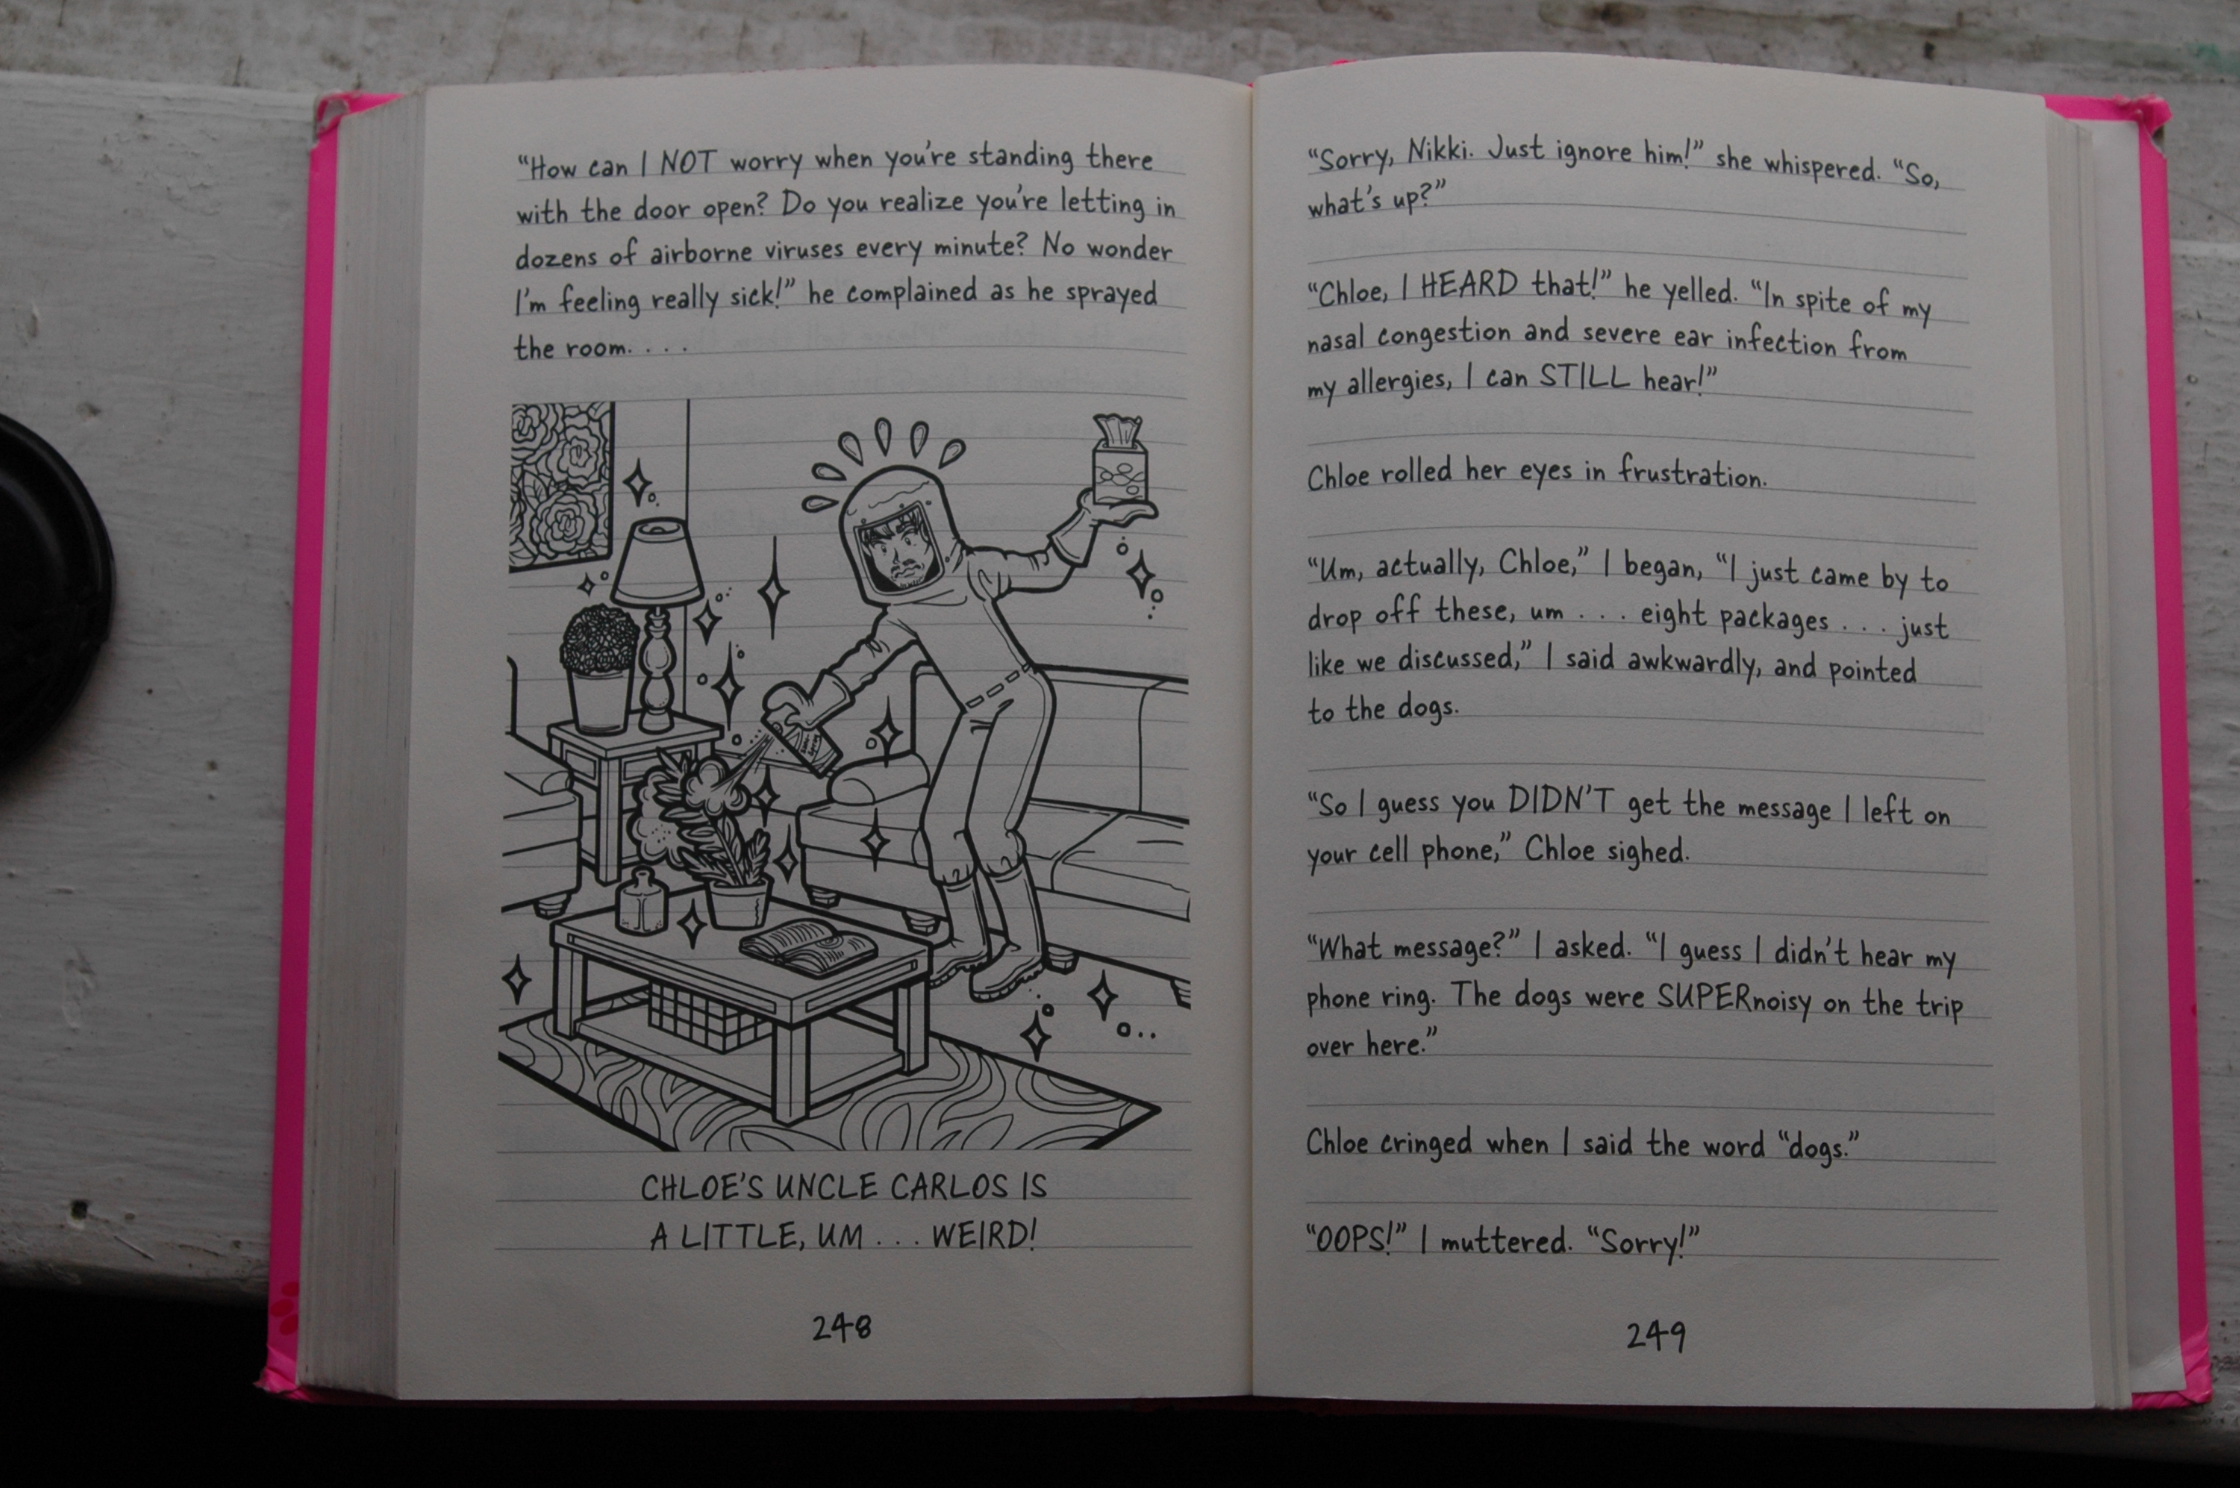 “How can I NOT worry when you’re standing there
with the door open? Do you realize you’re letting in
dozens of airborne viruses every minute? No wonder
I’m feeling really sick!” he complained as he sprayed
the room. . . .
CHLOE’S UNCLE CARLOS IS
A LITTLE, UM . . . WEIRD!
248
“Sorry, Nikki. Just ignore him!” she whispered. “So,
what’s up?”
“Chloe, I HEARD that!” he yelled. “In spite of my
nasal congestion and severe ear infection from
my allergies, I can STILL hear!”
Chloe rolled her eyes in frustration.
“Um, actually, Chloe,” I began, “I just came by to
drop off these, um . . . eight packages . . . just
like we discussed,” I said awkwardly, and pointed
to the dogs.
“So I guess you DIDN’T get the message I left on
your cell phone,” Chloe sighed.
“What message?” I asked. “I guess I didn’t hear my
phone ring. The dogs were SUPERnoisy on the trip
over here.”
Chloe cringed when I said the word “dogs.”
“OOPS!” I muttered. “Sorry!”
249